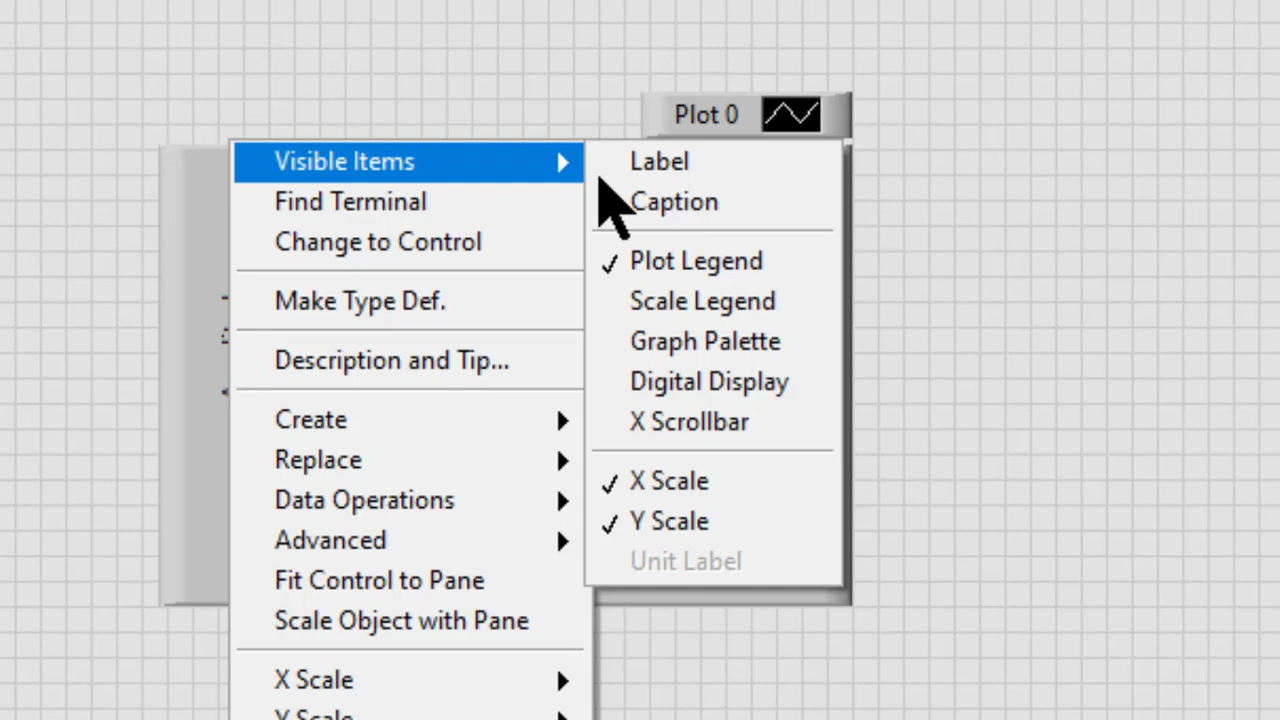 Plot 0
Visible Items
Find Terminal
Change to Control
Make Type Def.
Description and Tip...
Create
Replace
Data Operations
Advanced
Fit Control to Pane
Scale Object with Pane
X Scale
Y Scale
Label
Caption
Plot Legend
Scale Legend
Graph Palette
Digital Display
X Scrollbar
X Scale
Y Scale
Unit Label